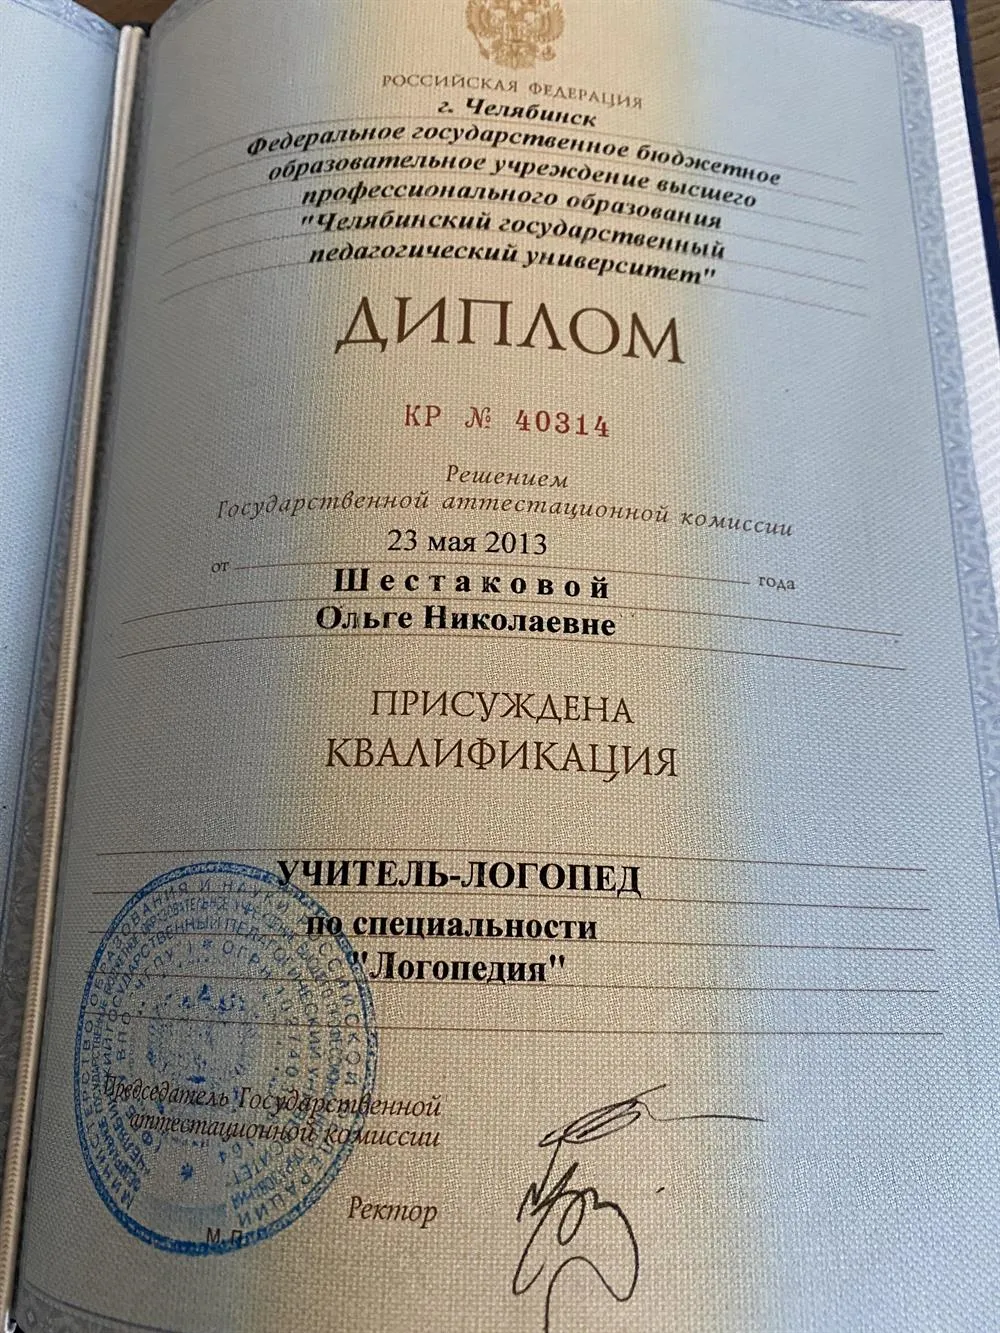 РОССИЙСКАЯ ФЕДЕРАЦИЯ
г. Челябинск
Федеральное государственное бюджетное
образовательное учреждение высшего
профессионального образования
"Челябинский государственный
педагогический университет"
ДИПЛОМ
КР № 40314
Решением
Государственной аттестационной комиссии
от 23 мая 2013 года
Шестаковой
Ольге Николаевне
ПРИСУЖДЕНА
КВАЛИФИКАЦИЯ
УЧИТЕЛЬ-ЛОГОПЕД
по специальности
"Логопедия"
Председатель Государственной
аттестационной комиссии
Ректор
М. П.